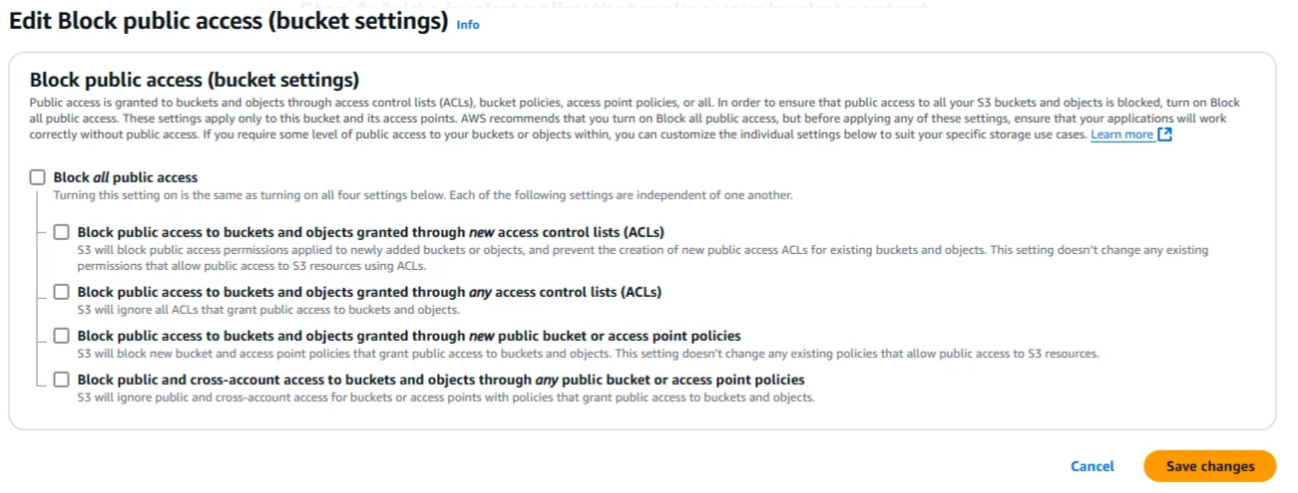 Edit Block public access (bucket settings) Info
Block public access (bucket settings)
Public access is granted to buckets and objects through access control lists (ACLs), bucket policies, access point policies, or all. In order to ensure that public access to all your S3 buckets and objects is blocked, turn on Block
all public access. These settings apply only to this bucket and its access points. AWS recommends that you turn on Block all public access, but before applying any of these settings, ensure that your applications will work
correctly without public access. If you require some level of public access to your buckets or objects within, you can customize the individual settings below to suit your specific storage use cases. Learn more
Block all public access
Turning this setting on is the same as turning on all four settings below. Each of the following settings are independent of one another.
Block public access to buckets and objects granted through new access control lists (ACLs)
S3 will block public access permissions applied to newly added buckets or objects, and prevent the creation of new public access ACLs for existing buckets and objects. This setting doesn't change any existing
permissions that allow public access to S3 resources using ACLs.
Block public access to buckets and objects granted through any access control lists (ACLs)
S3 will ignore all ACLs that grant public access to buckets and objects.
Block public access to buckets and objects granted through new public bucket or access point policies
S3 will block new bucket and access point policies that grant public access to buckets and objects. This setting doesn't change any existing policies that allow public access to S3 resources.
Block public and cross-account access to buckets and objects through any public bucket or access point policies
S3 will ignore public and cross-account access for buckets or access points with policies that grant public access to buckets and objects.
Cancel Save changes